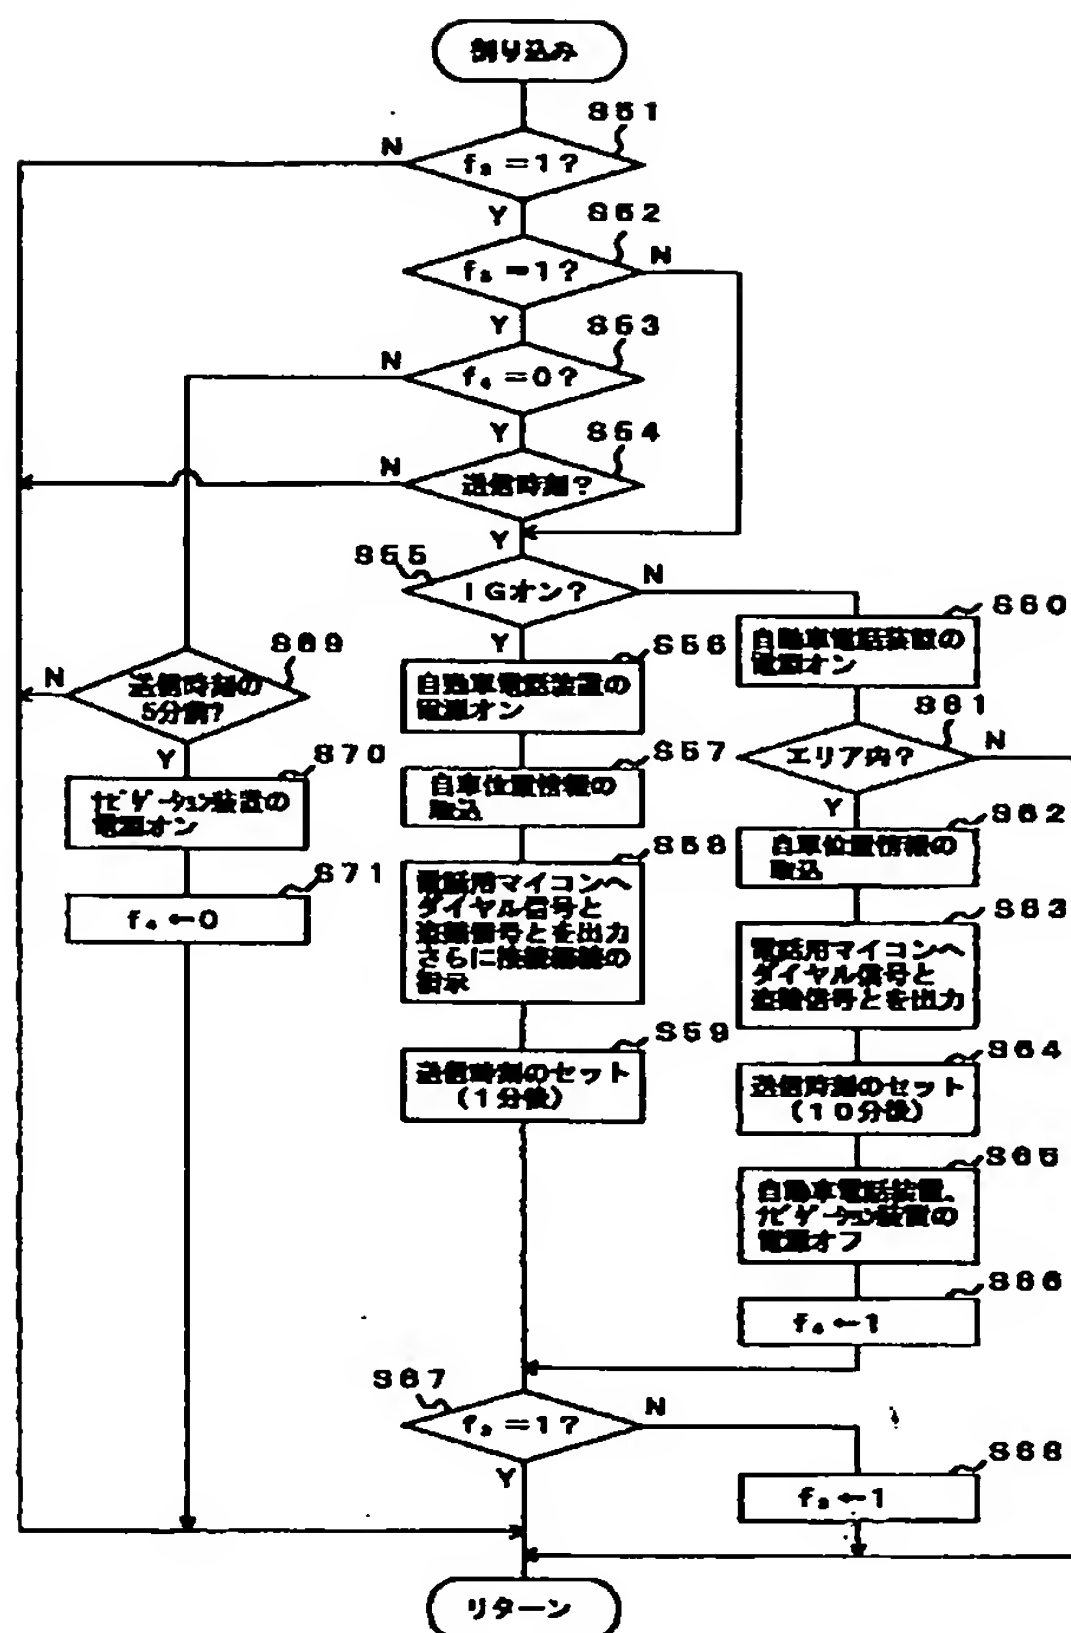 割り込み
S51
N
f₂ =1?
Y
S52
N
f₃ =1?
Y
S53
N
f₄ =0?
Y
S54
N
送信時刻?
Y
S55
IGオン?
N
Y
S56
自動車電話装置の
電源オン
S57
自車位置情報の
取込
S58
電話用マイコンへ
ダイヤル信号と
盗難信号とを出力
さらに接続継続の
指示
S59
送信時刻のセット
(1分後)
S60
自動車電話装置の
電源オン
S61
エリア内?
N
Y
S62
自車位置情報の
取込
S63
電話用マイコンへ
ダイヤル信号と
盗難信号とを出力
S64
送信時刻のセット
(10分後)
S65
自動車電話装置、
ナビゲーション装置の
電源オフ
S66
f₄ ←1
S67
f₃ =1?
N
Y
S68
f₃ ←1
S69
N
送信時刻の
5分前?
Y
S70
ナビゲーション装置の
電源オン
S71
f₄ ←0
リターン